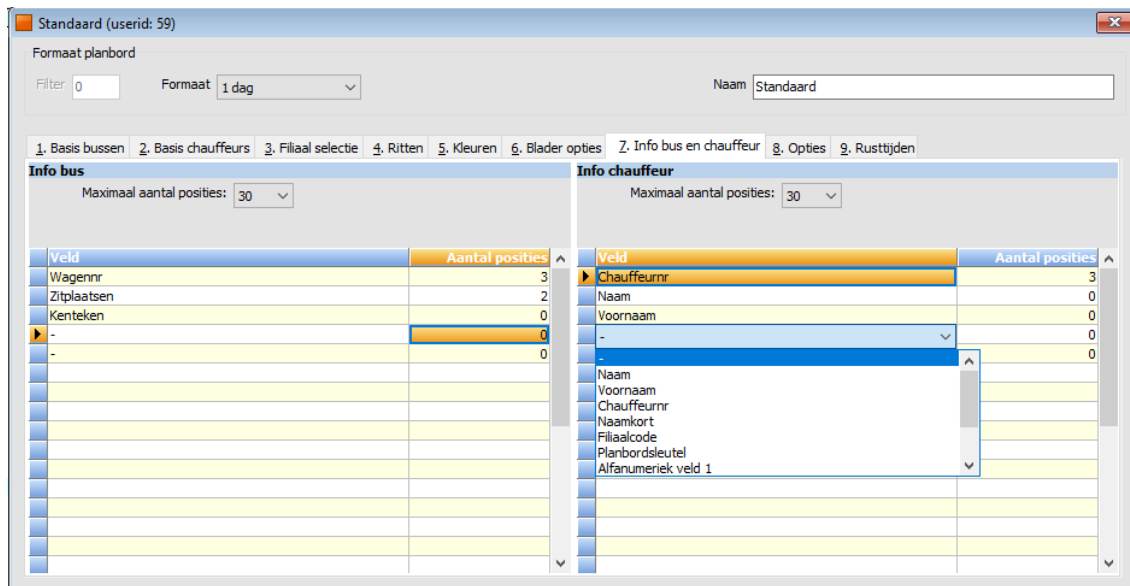 Standaard (userid: 59)
Formaat planbord
Filter 0 Formaat 1 dag Naam Standaard
1. Basis bussen 2. Basis chauffeurs 3. Filiaal selectie 4. Ritten 5. Kleuren 6. Blader opties 7. Info bus en chauffeur 8. Opties 9. Rusttijden
Info bus
Maximaal aantal posities: 30
Veld Aantal posities
Wagennr 3
Zitplaatsen 2
Kenteken 0
- 0
- 0
Info chauffeur
Maximaal aantal posities: 30
Veld Aantal posities
Chauffeurnr 3
Naam 0
Voornaam 0
- 0
- 0
Naam
Voornaam
Chauffeurnr
Naamkort
Filiaalcode
Planbordsleutel
Alfanumeriek veld 1